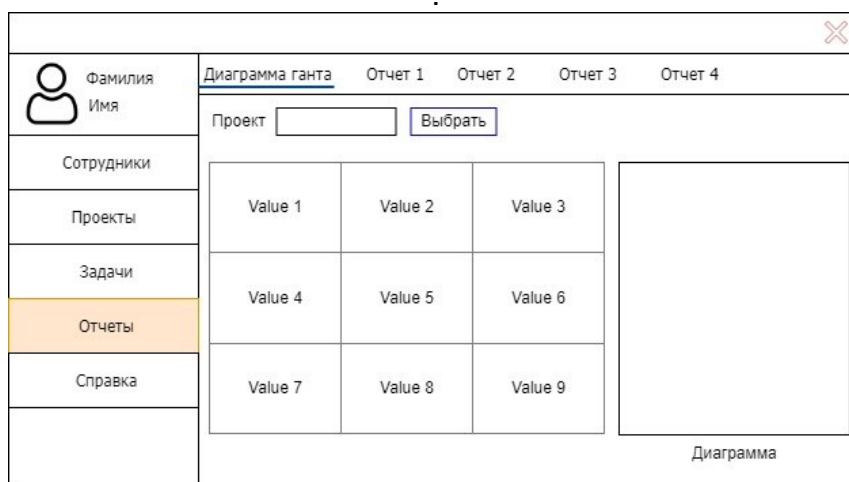 Фамилия
Имя
Диаграмма ганта Отчет 1 Отчет 2 Отчет 3 Отчет 4
Проект Выбрать
Сотрудники
Проекты
Задачи
Отчеты
Справка
Value 1 Value 2 Value 3
Value 4 Value 5 Value 6
Value 7 Value 8 Value 9
Диаграмма